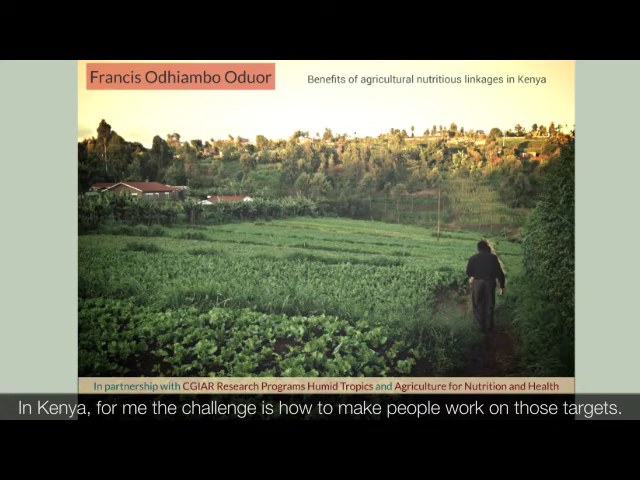 Francis Odhiambo Oduor
Benefits of agricultural nutritious linkages in Kenya
In partnership with CGIAR Research Programs Humid Tropics and Agriculture for Nutrition and Health
In Kenya, for me the challenge is how to make people work on those targets.